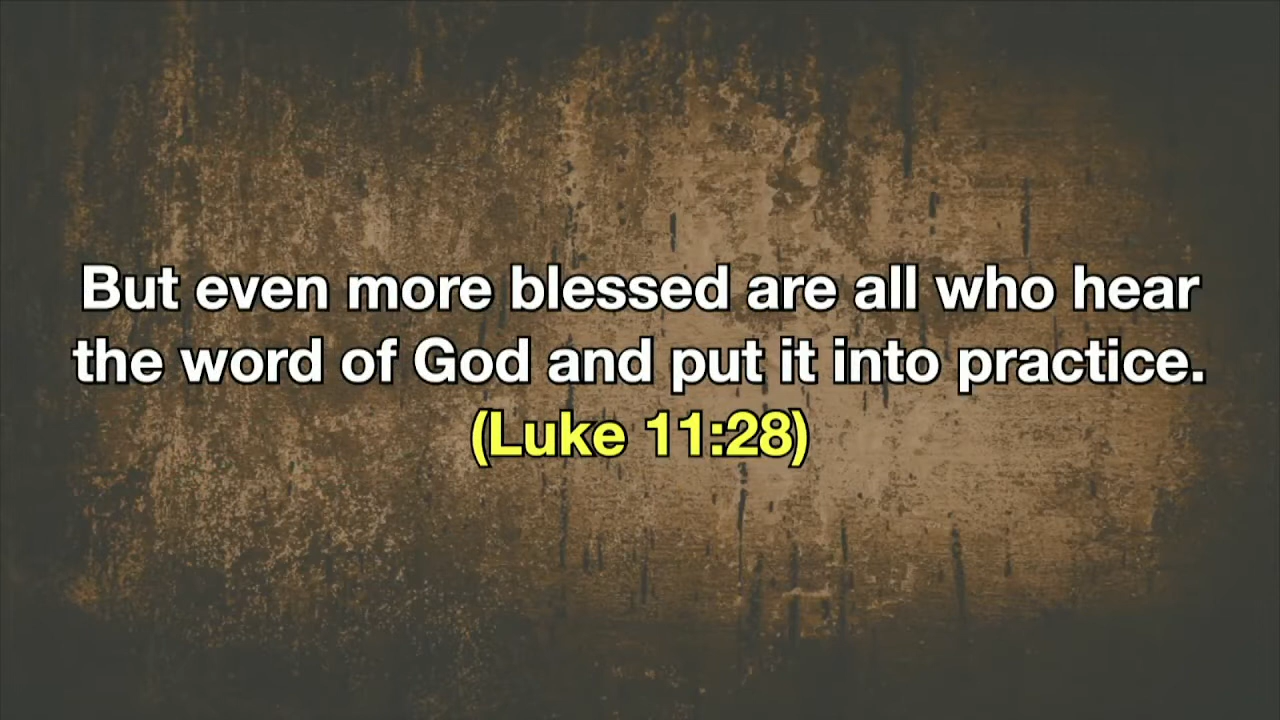 But even more blessed are all who hear
the word of God and put it into practice.
(Luke 11:28)